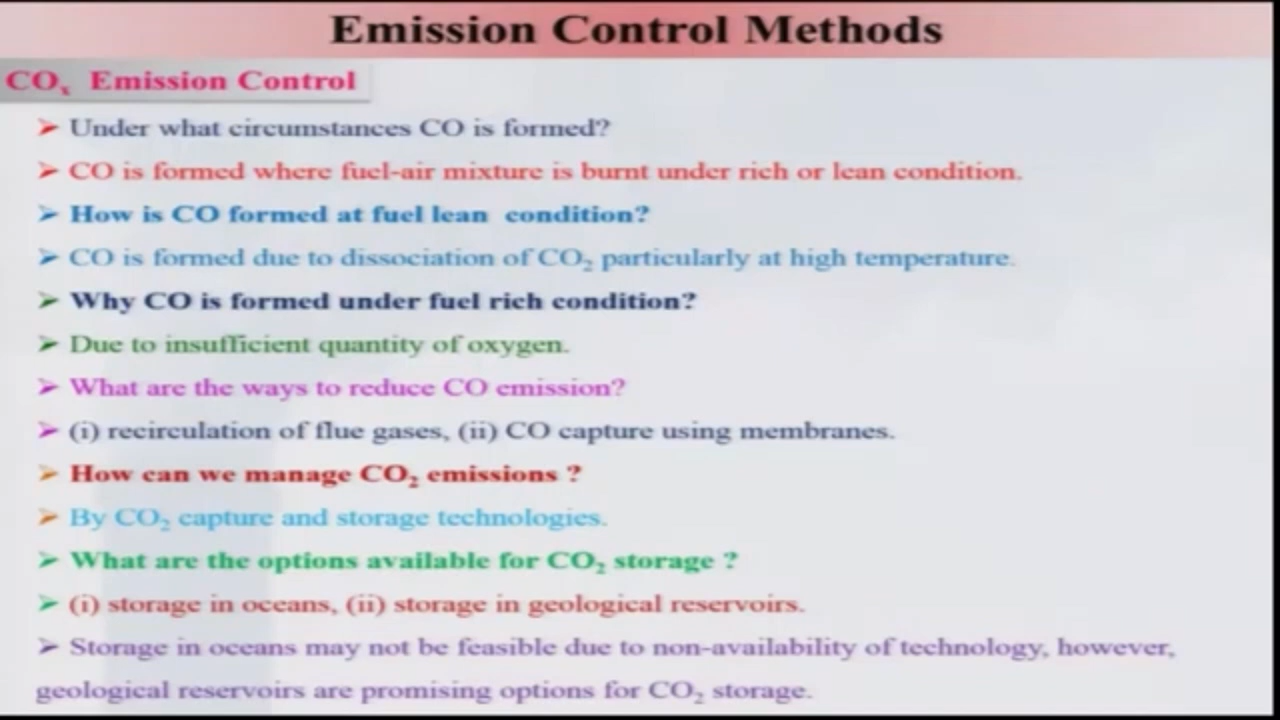 Emission Control Methods
COₓ Emission Control
➢ Under what circumstances CO is formed?
➢ CO is formed where fuel-air mixture is burnt under rich or lean condition.
➢ How is CO formed at fuel lean condition?
➢ CO is formed due to dissociation of CO₂ particularly at high temperature.
➢ Why CO is formed under fuel rich condition?
➢ Due to insufficient quantity of oxygen.
➢ What are the ways to reduce CO emission?
➢ (i) recirculation of flue gases, (ii) CO capture using membranes.
➢ How can we manage CO₂ emissions ?
➢ By CO₂ capture and storage technologies.
➢ What are the options available for CO₂ storage ?
➢ (i) storage in oceans, (ii) storage in geological reservoirs.
➢ Storage in oceans may not be feasible due to non-availability of technology, however,
geological reservoirs are promising options for CO₂ storage.